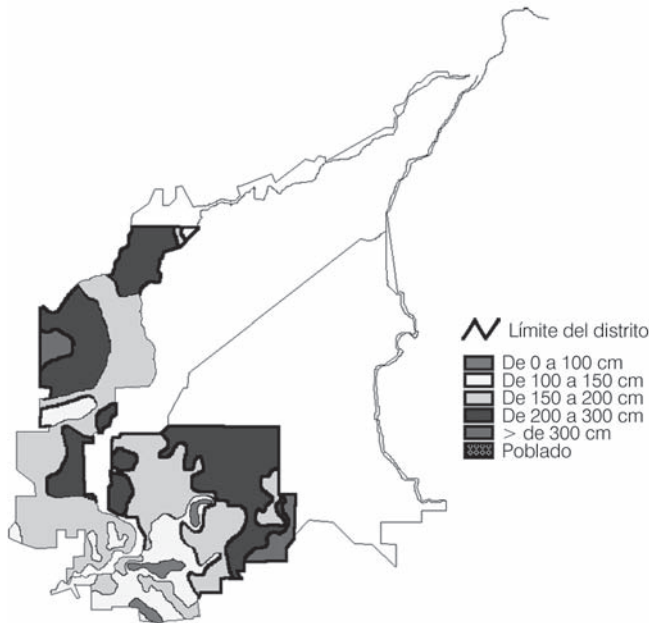 Límite del distrito
De 0 a 100 cm
De 100 a 150 cm
De 150 a 200 cm
De 200 a 300 cm
> de 300 cm
Poblado